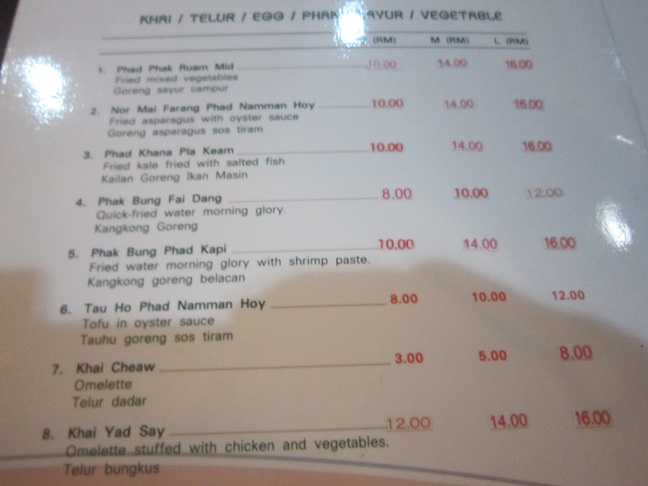 KHAI / TELUR / EGG / PHAK / SAYUR / VEGETABLE
(RM) M (RM) L (RM)
1. Phad Phak Ruam Mid 10.00 14.00 16.00
Fried mixed vegetables
Goreng sayur campur
2. Nor Mai Farang Phad Namman Hoy 10.00 14.00 16.00
Fried asparagus with oyster sauce
Goreng asparagus sos tiram
3. Phad Khana Pla Keam 10.00 14.00 16.00
Fried kale fried with salted fish
Kailan Goreng Ikan Masin
4. Phak Bung Fai Dang 8.00 10.00 12.00
Quick-fried water morning glory.
Kangkong Goreng
5. Phak Bung Phad Kapi 10.00 14.00 16.00
Fried water morning glory with shrimp paste.
Kangkung goreng belacan
6. Tau Ho Phad Namman Hoy 8.00 10.00 12.00
Tofu in oyster sauce
Tauhu goreng sos tiram
7. Khai Cheaw 3.00 5.00 8.00
Omelette
Telur dadar
8. Khai Yad Say 12.00 14.00 16.00
Omelette stuffed with chicken and vegetables.
Telur bungkus